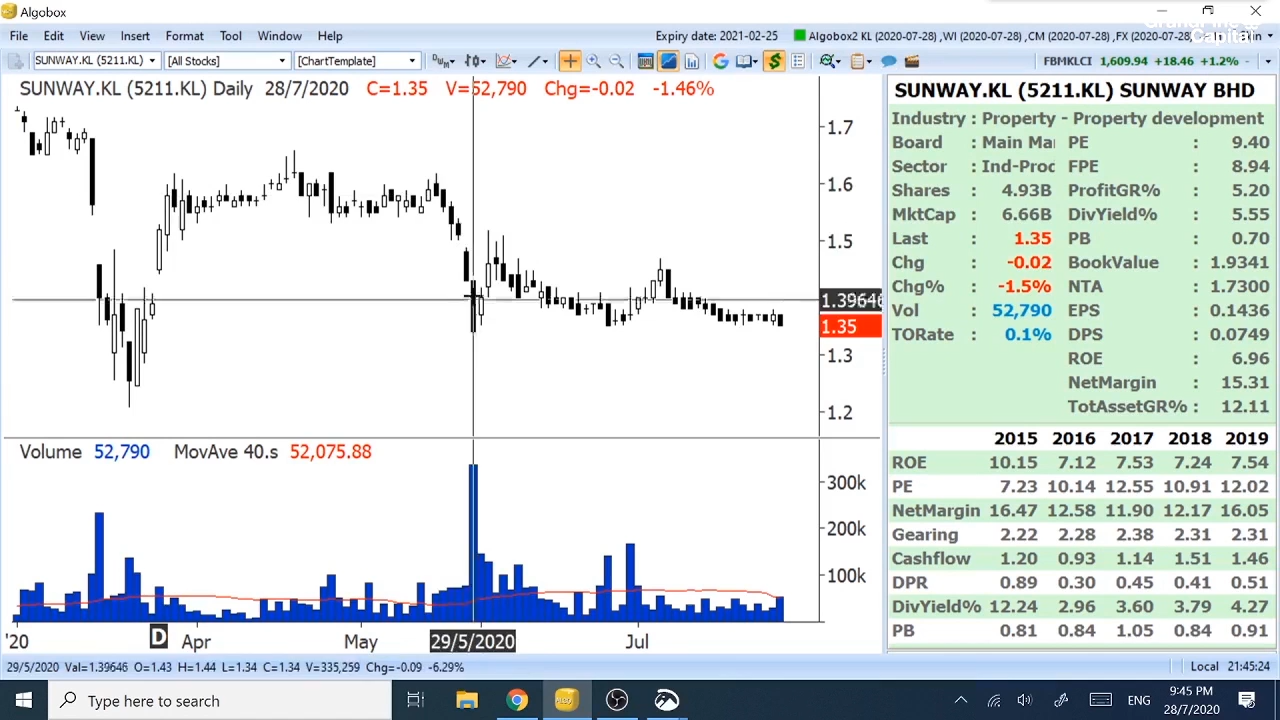 Algobox
File Edit View Insert Format Tool Window Help Expiry date: 2021-02-25 Algobox2 KL (2020-07-28) ,WI (2020-07-28) ,CM (2020-07-28) ,FX (2020-07-28)
Capital
SUNWAY.KL (5211.KL) [All Stocks] [ChartTemplate] FBMKLCI 1,609.94 +18.46 +1.2%
SUNWAY.KL (5211.KL) Daily 28/7/2020 C=1.35 V=52,790 Chg=-0.02 -1.46%
1.7
1.6
1.5
1.39646
1.35
1.3
1.2
Volume 52,790 MovAve 40.s 52,075.88
300k
200k
100k
'20 D Apr May 29/5/2020 Jul
SUNWAY.KL (5211.KL) SUNWAY BHD
Industry : Property - Property development
Board : Main Mar PE : 9.40
Sector : Ind-Prod FPE : 8.94
Shares : 4.93B ProfitGR% : 5.20
MktCap : 6.66B DivYield% : 5.55
Last : 1.35 PB : 0.70
Chg : -0.02 BookValue : 1.9341
Chg% : -1.5% NTA : 1.7300
Vol : 52,790 EPS : 0.1436
TORate : 0.1% DPS : 0.0749
ROE : 6.96
NetMargin : 15.31
TotAssetGR% : 12.11
2015 2016 2017 2018 2019
ROE 10.15 7.12 7.53 7.24 7.54
PE 7.23 10.14 12.55 10.91 12.02
NetMargin 16.47 12.58 11.90 12.17 16.05
Gearing 2.22 2.28 2.38 2.31 2.31
Cashflow 1.20 0.93 1.14 1.51 1.46
DPR 0.89 0.30 0.45 0.41 0.51
DivYield% 12.24 2.96 3.60 3.79 4.27
PB 0.81 0.84 1.05 0.84 0.91
29/5/2020 Val=1.39646 O=1.43 H=1.44 L=1.34 C=1.34 V=335,259 Chg=-0.09 -6.29% Local 21:45:24
Type here to search ENG 9:45 PM
28/7/2020